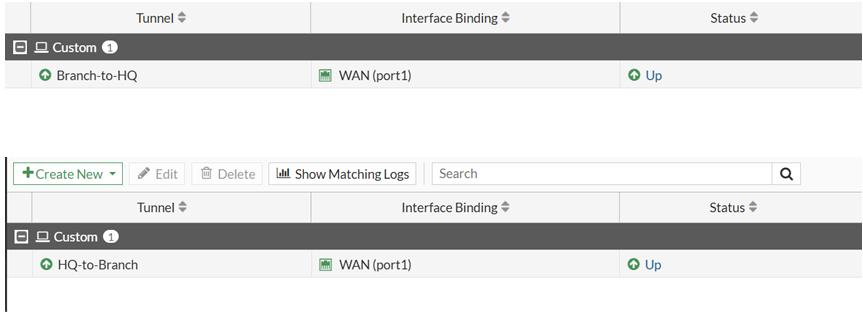 Tunnel Interface Binding Status
Custom 1
Branch-to-HQ WAN (port1) Up
Create New Edit Delete Show Matching Logs Search
Tunnel Interface Binding Status
Custom 1
HQ-to-Branch WAN (port1) Up